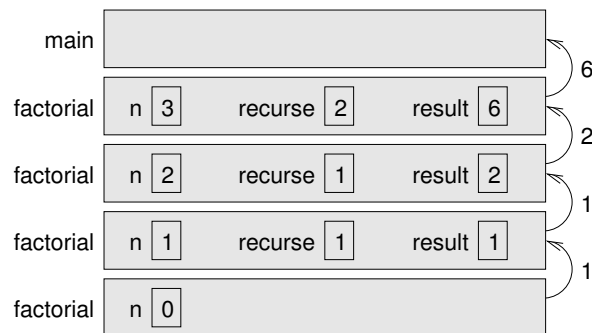 main
6
factorial n 3 recurse 2 result 6
2
factorial n 2 recurse 1 result 2
1
factorial n 1 recurse 1 result 1
1
factorial n 0